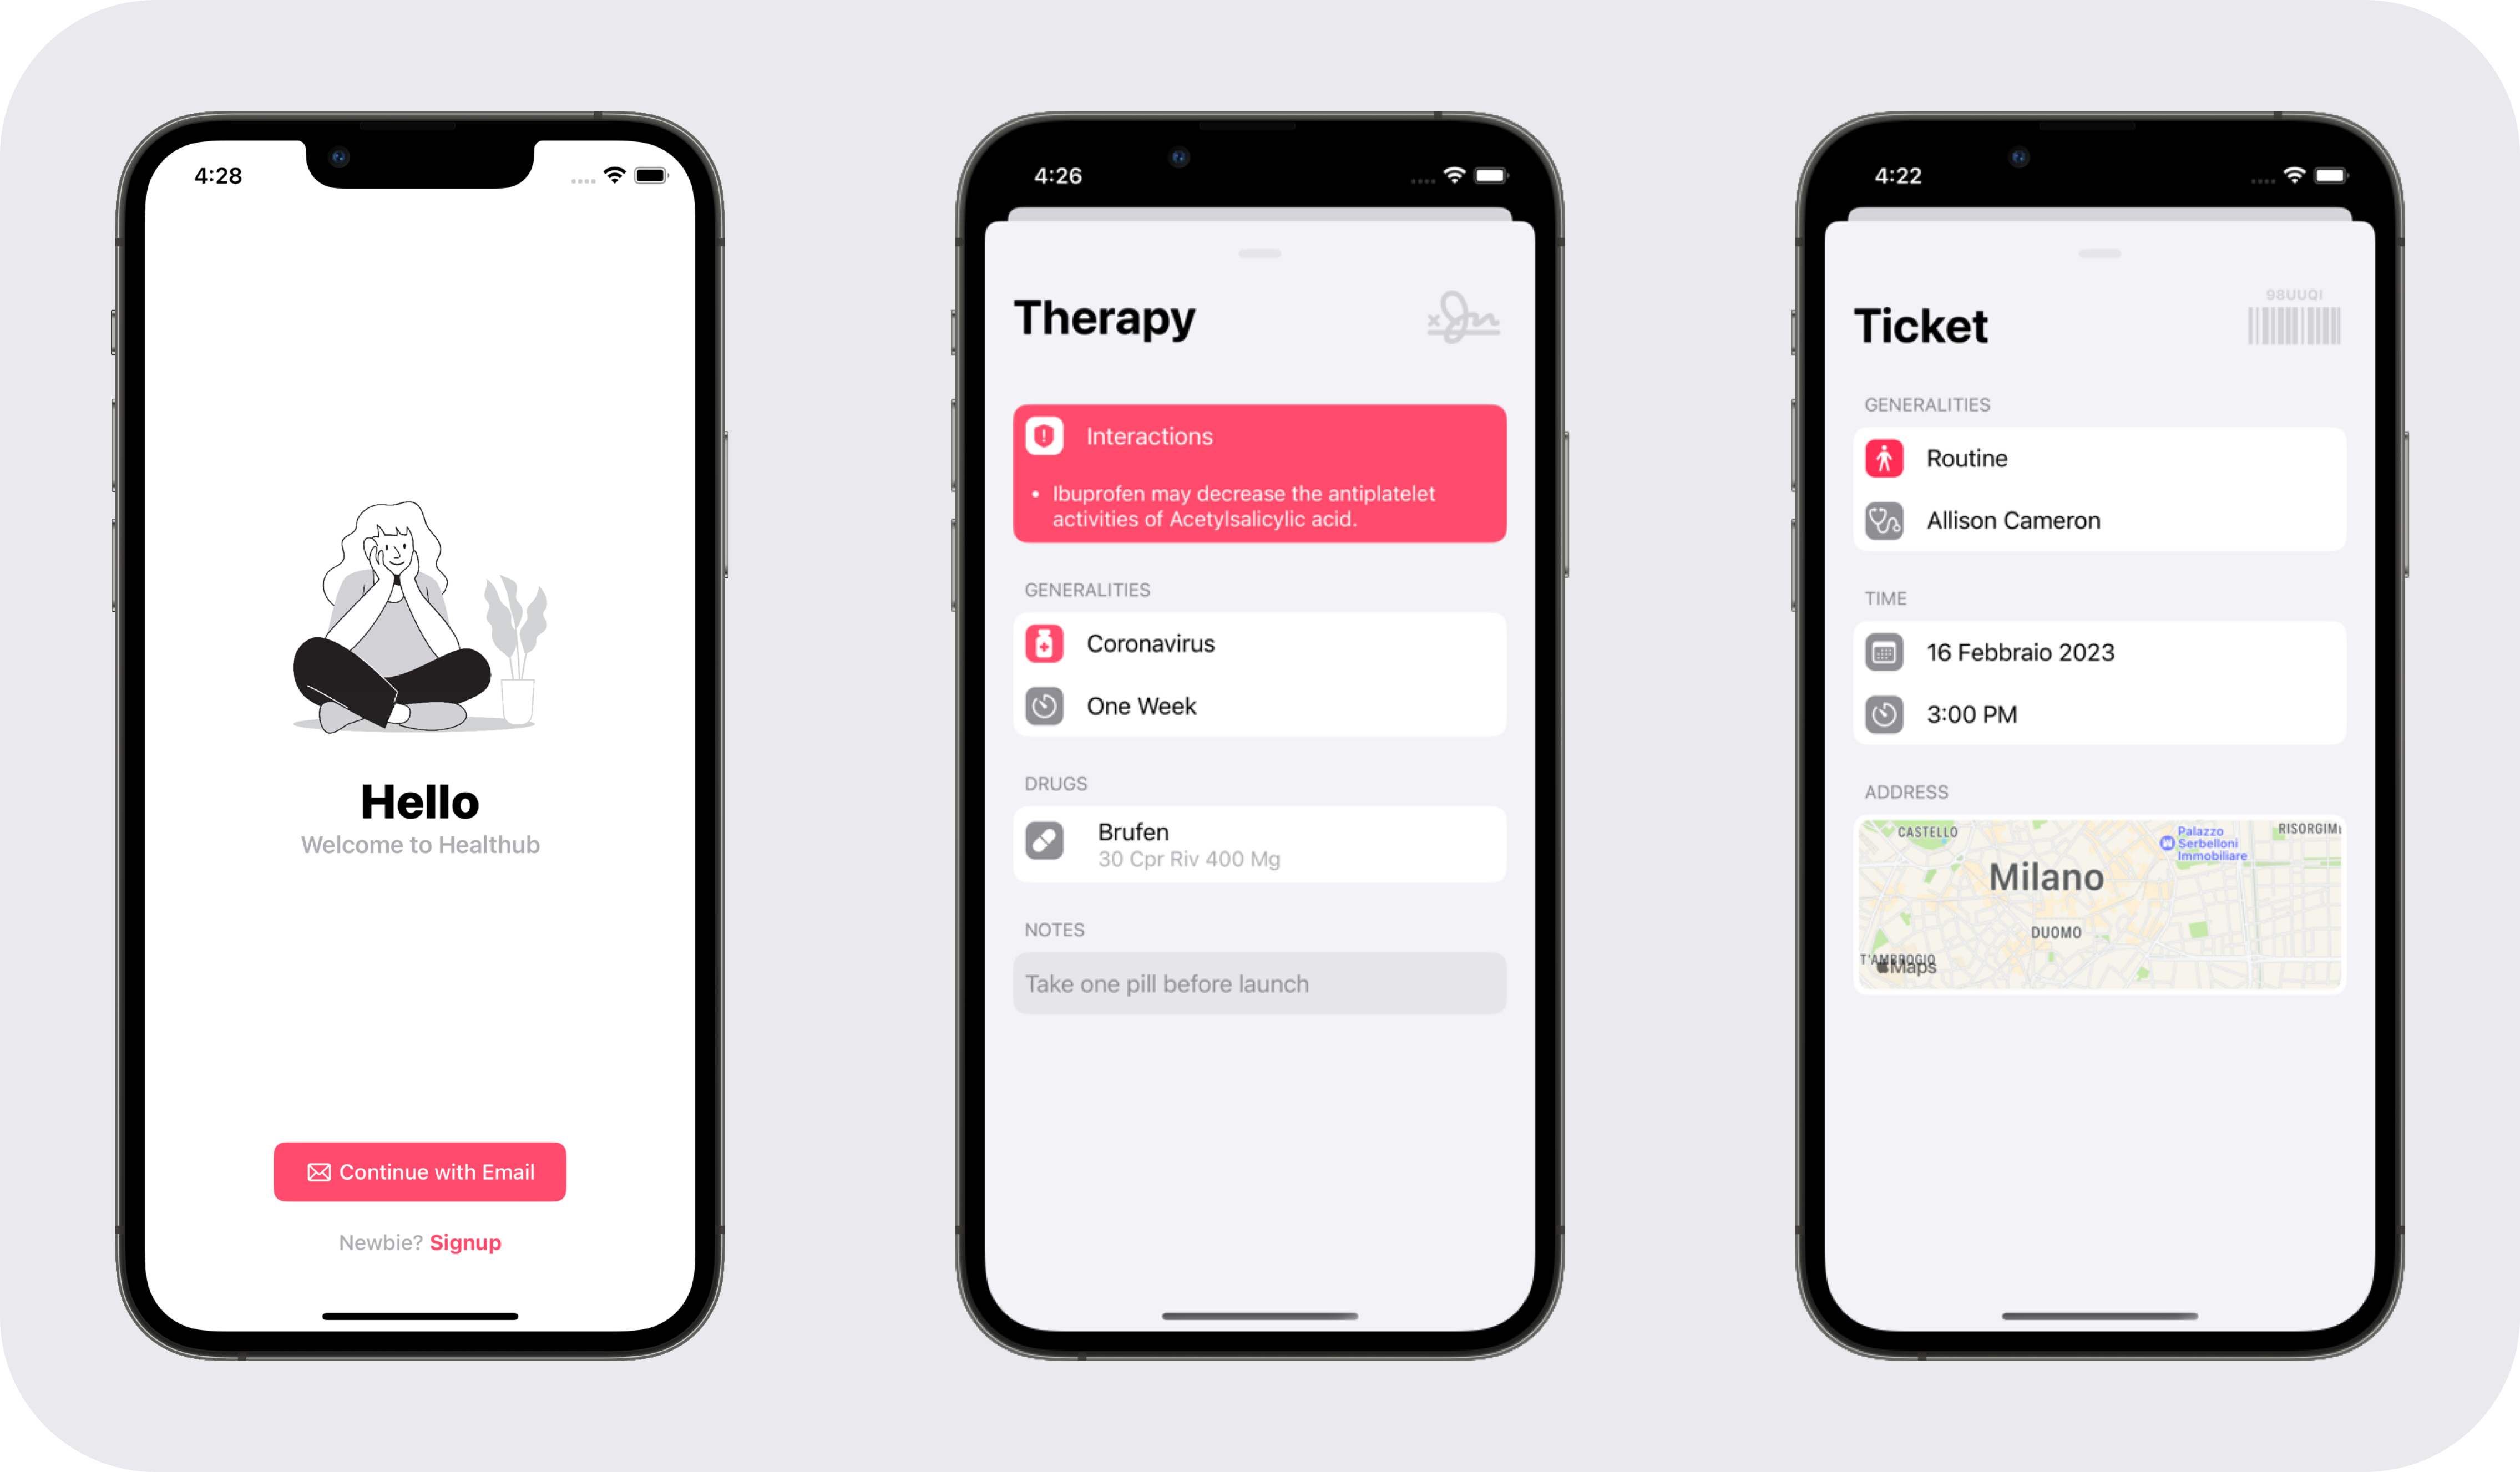 4:28
Hello
Welcome to Healthub
Continue with Email
Newbie? Signup
4:26
Therapy
Interactions
• Ibuprofen may decrease the antiplatelet
activities of Acetylsalicylic acid.
GENERALITIES
Coronavirus
One Week
DRUGS
Brufen
30 Cpr Riv 400 Mg
NOTES
Take one pill before launch
4:22
98UUQI
Ticket
GENERALITIES
Routine
Allison Cameron
TIME
16 Febbraio 2023
3:00 PM
ADDRESS
CASTELLO
Palazzo
Serbelloni
Immobiliare
RISORGIM
Milano
DUOMO
T'AMBROGIO
Maps